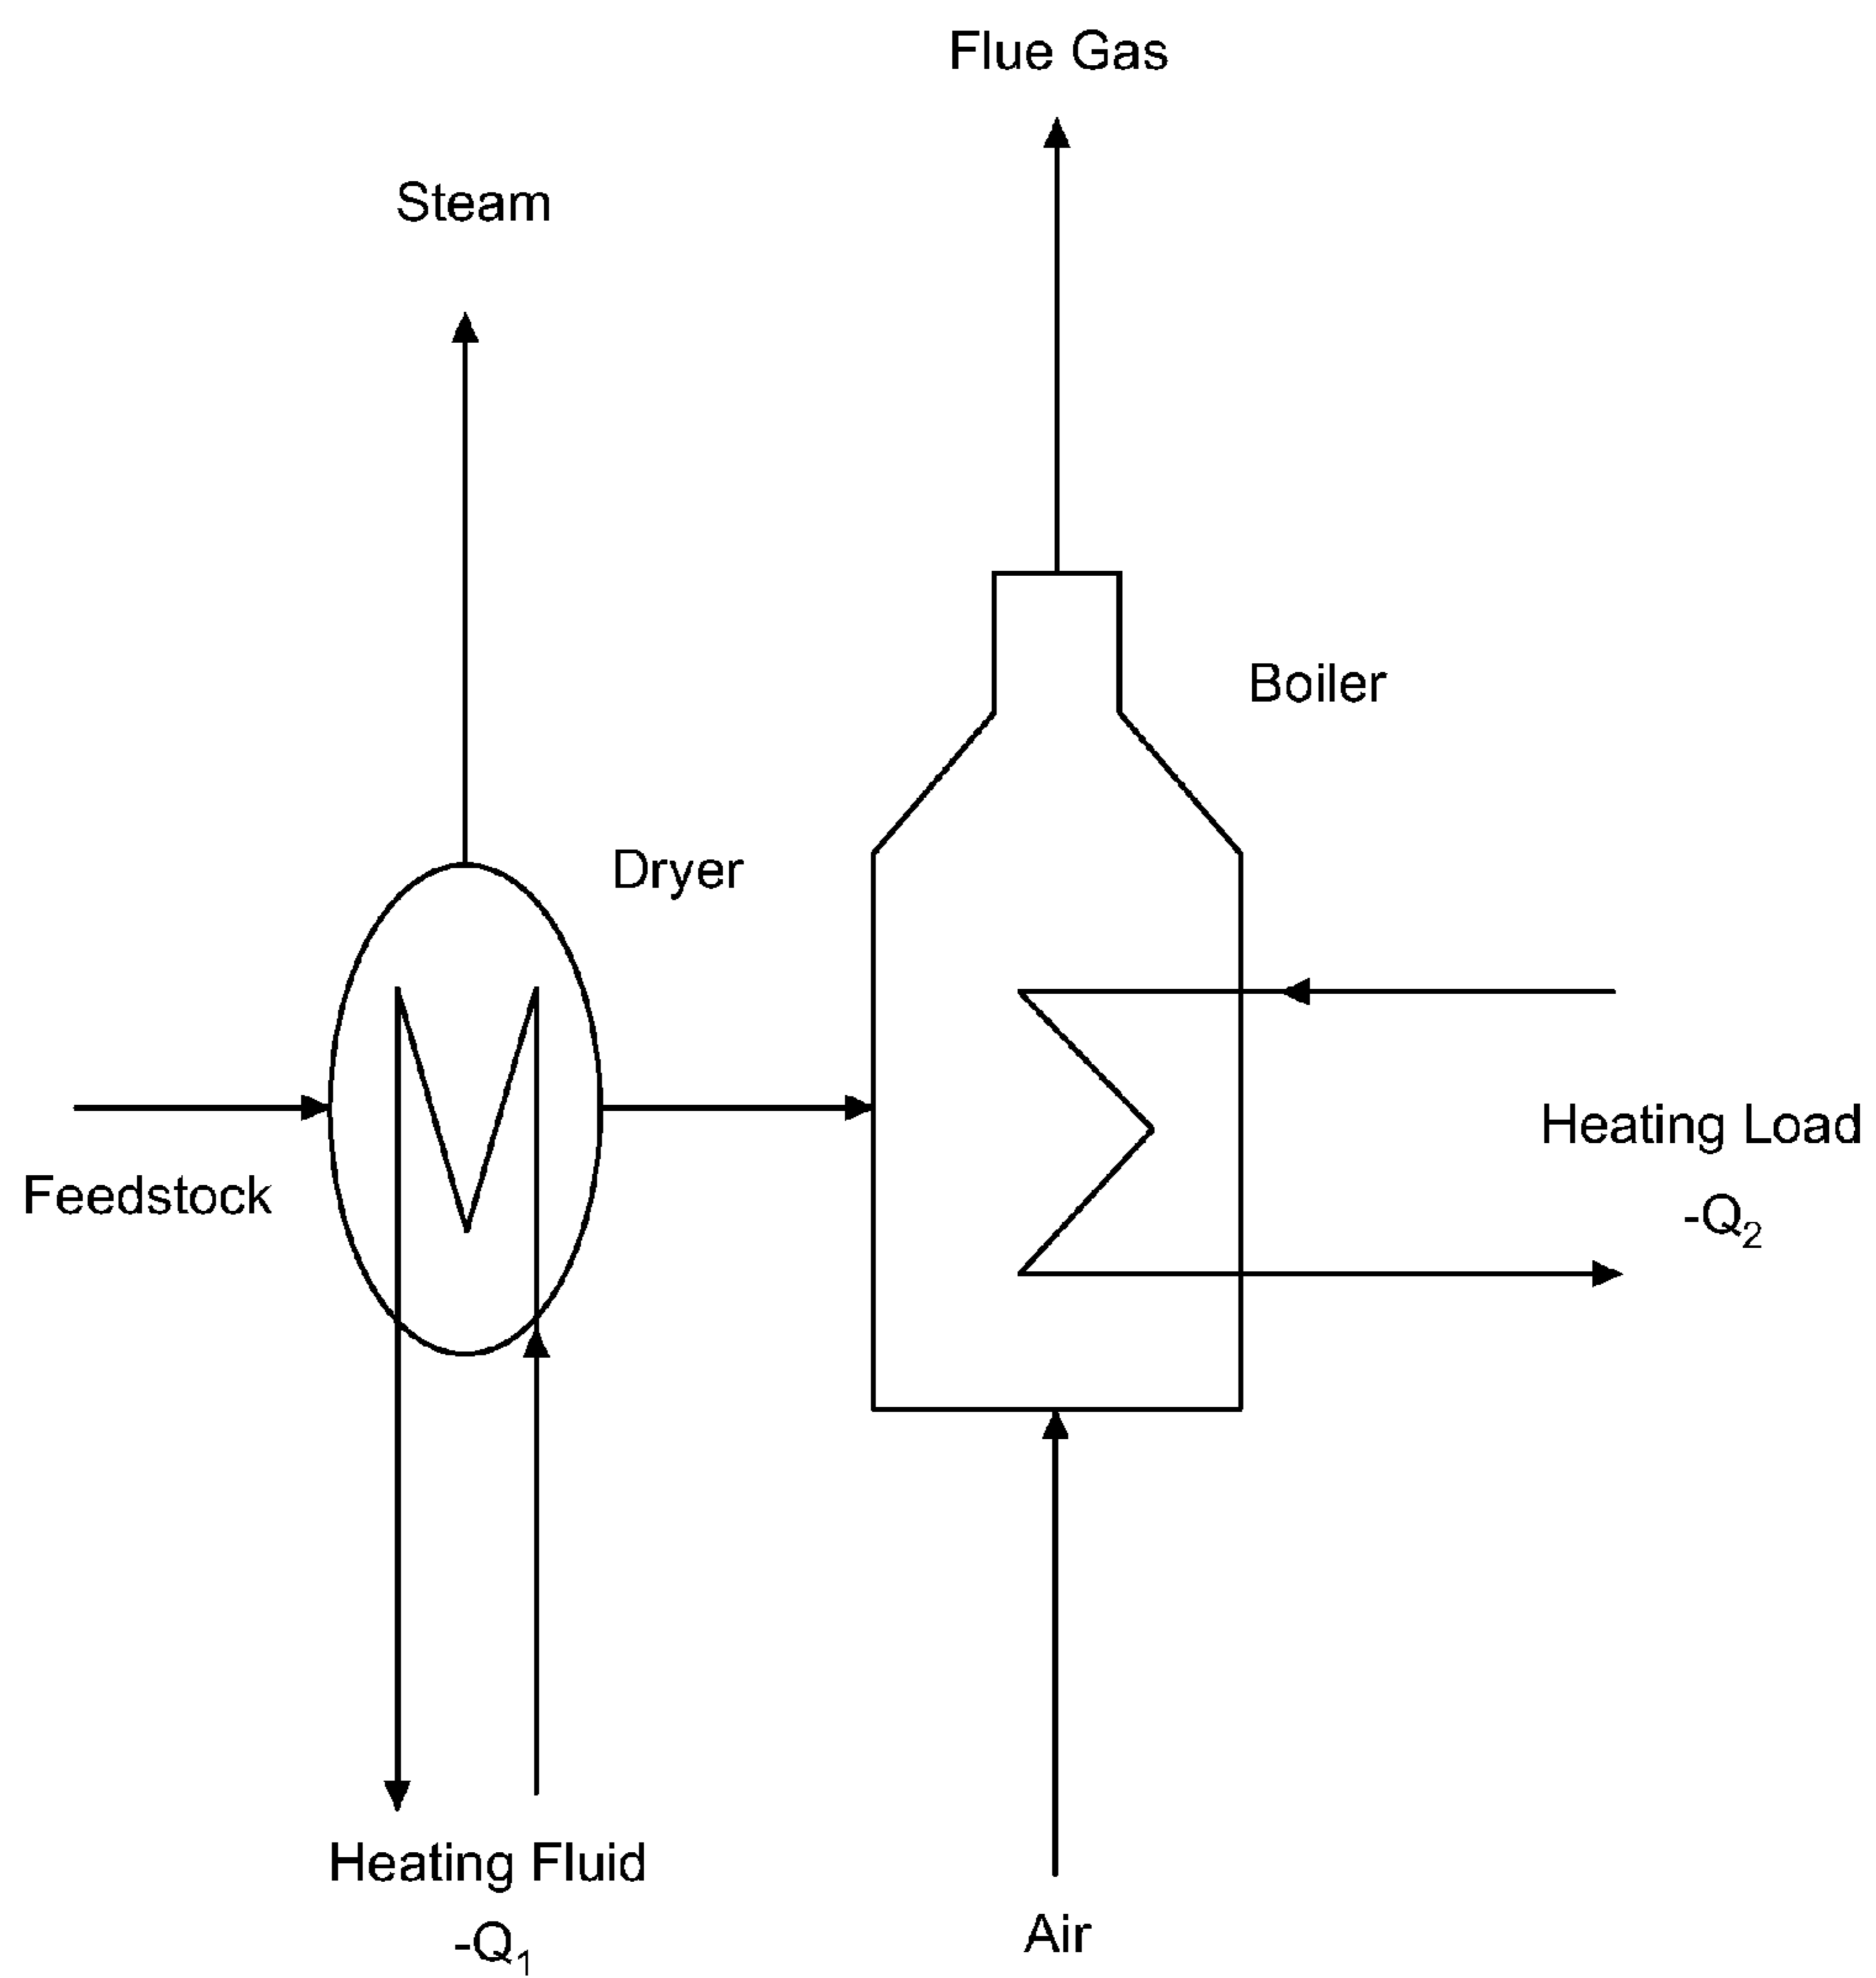 Flue Gas
Steam
Boiler
Dryer
Heating Load
-Q2
Feedstock
Heating Fluid
-Q1
Air